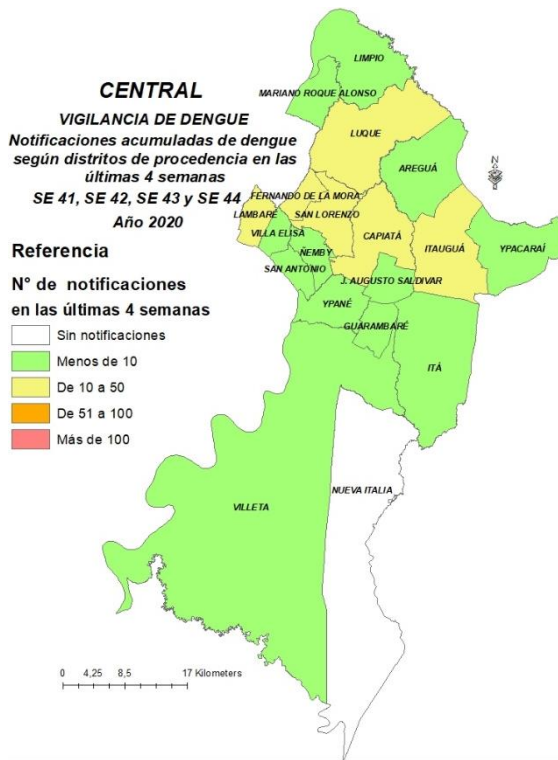 CENTRAL
VIGILANCIA DE DENGUE
Notificaciones acumuladas de dengue
según distritos de procedencia en las
últimas 4 semanas
SE 41, SE 42, SE 43 y SE 44
Año 2020
Referencia
N° de notificaciones
en las últimas 4 semanas
Sin notificaciones
Menos de 10
De 10 a 50
De 51 a 100
Más de 100
LIMPIO
MARIANO ROQUE ALONSO
LUQUE
AREGUÁ
N
FERNANDO DE LA MORA
LAMBARÉ
SAN LORENZO
VILLA ELISA
CAPIATÁ
ITAUGUÁ
YPACARAÍ
ÑEMBY
SAN ANTONIO
J. AUGUSTO SALDIVAR
YPANÉ
GUARAMBARÉ
ITÁ
NUEVA ITALIA
VILLETA
0 4,25 8,5 17 Kilometers